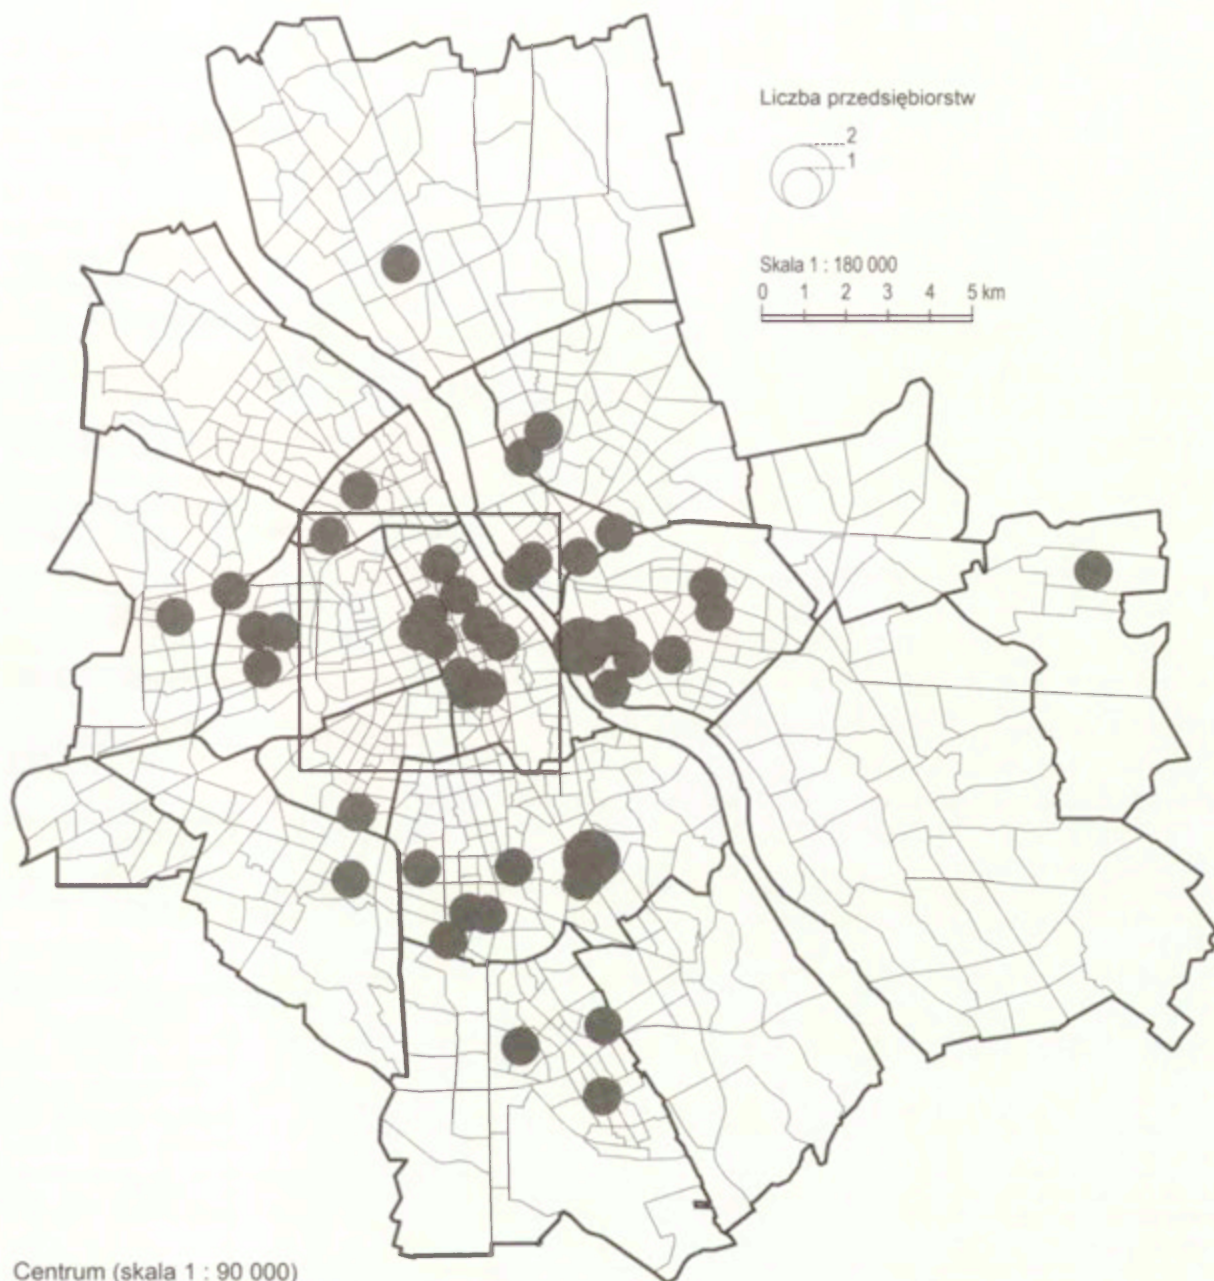 Liczba przedsiębiorstw
2
1
Skala 1 : 180 000
0 1 2 3 4 5 km
Centrum (skala 1 : 90 000)